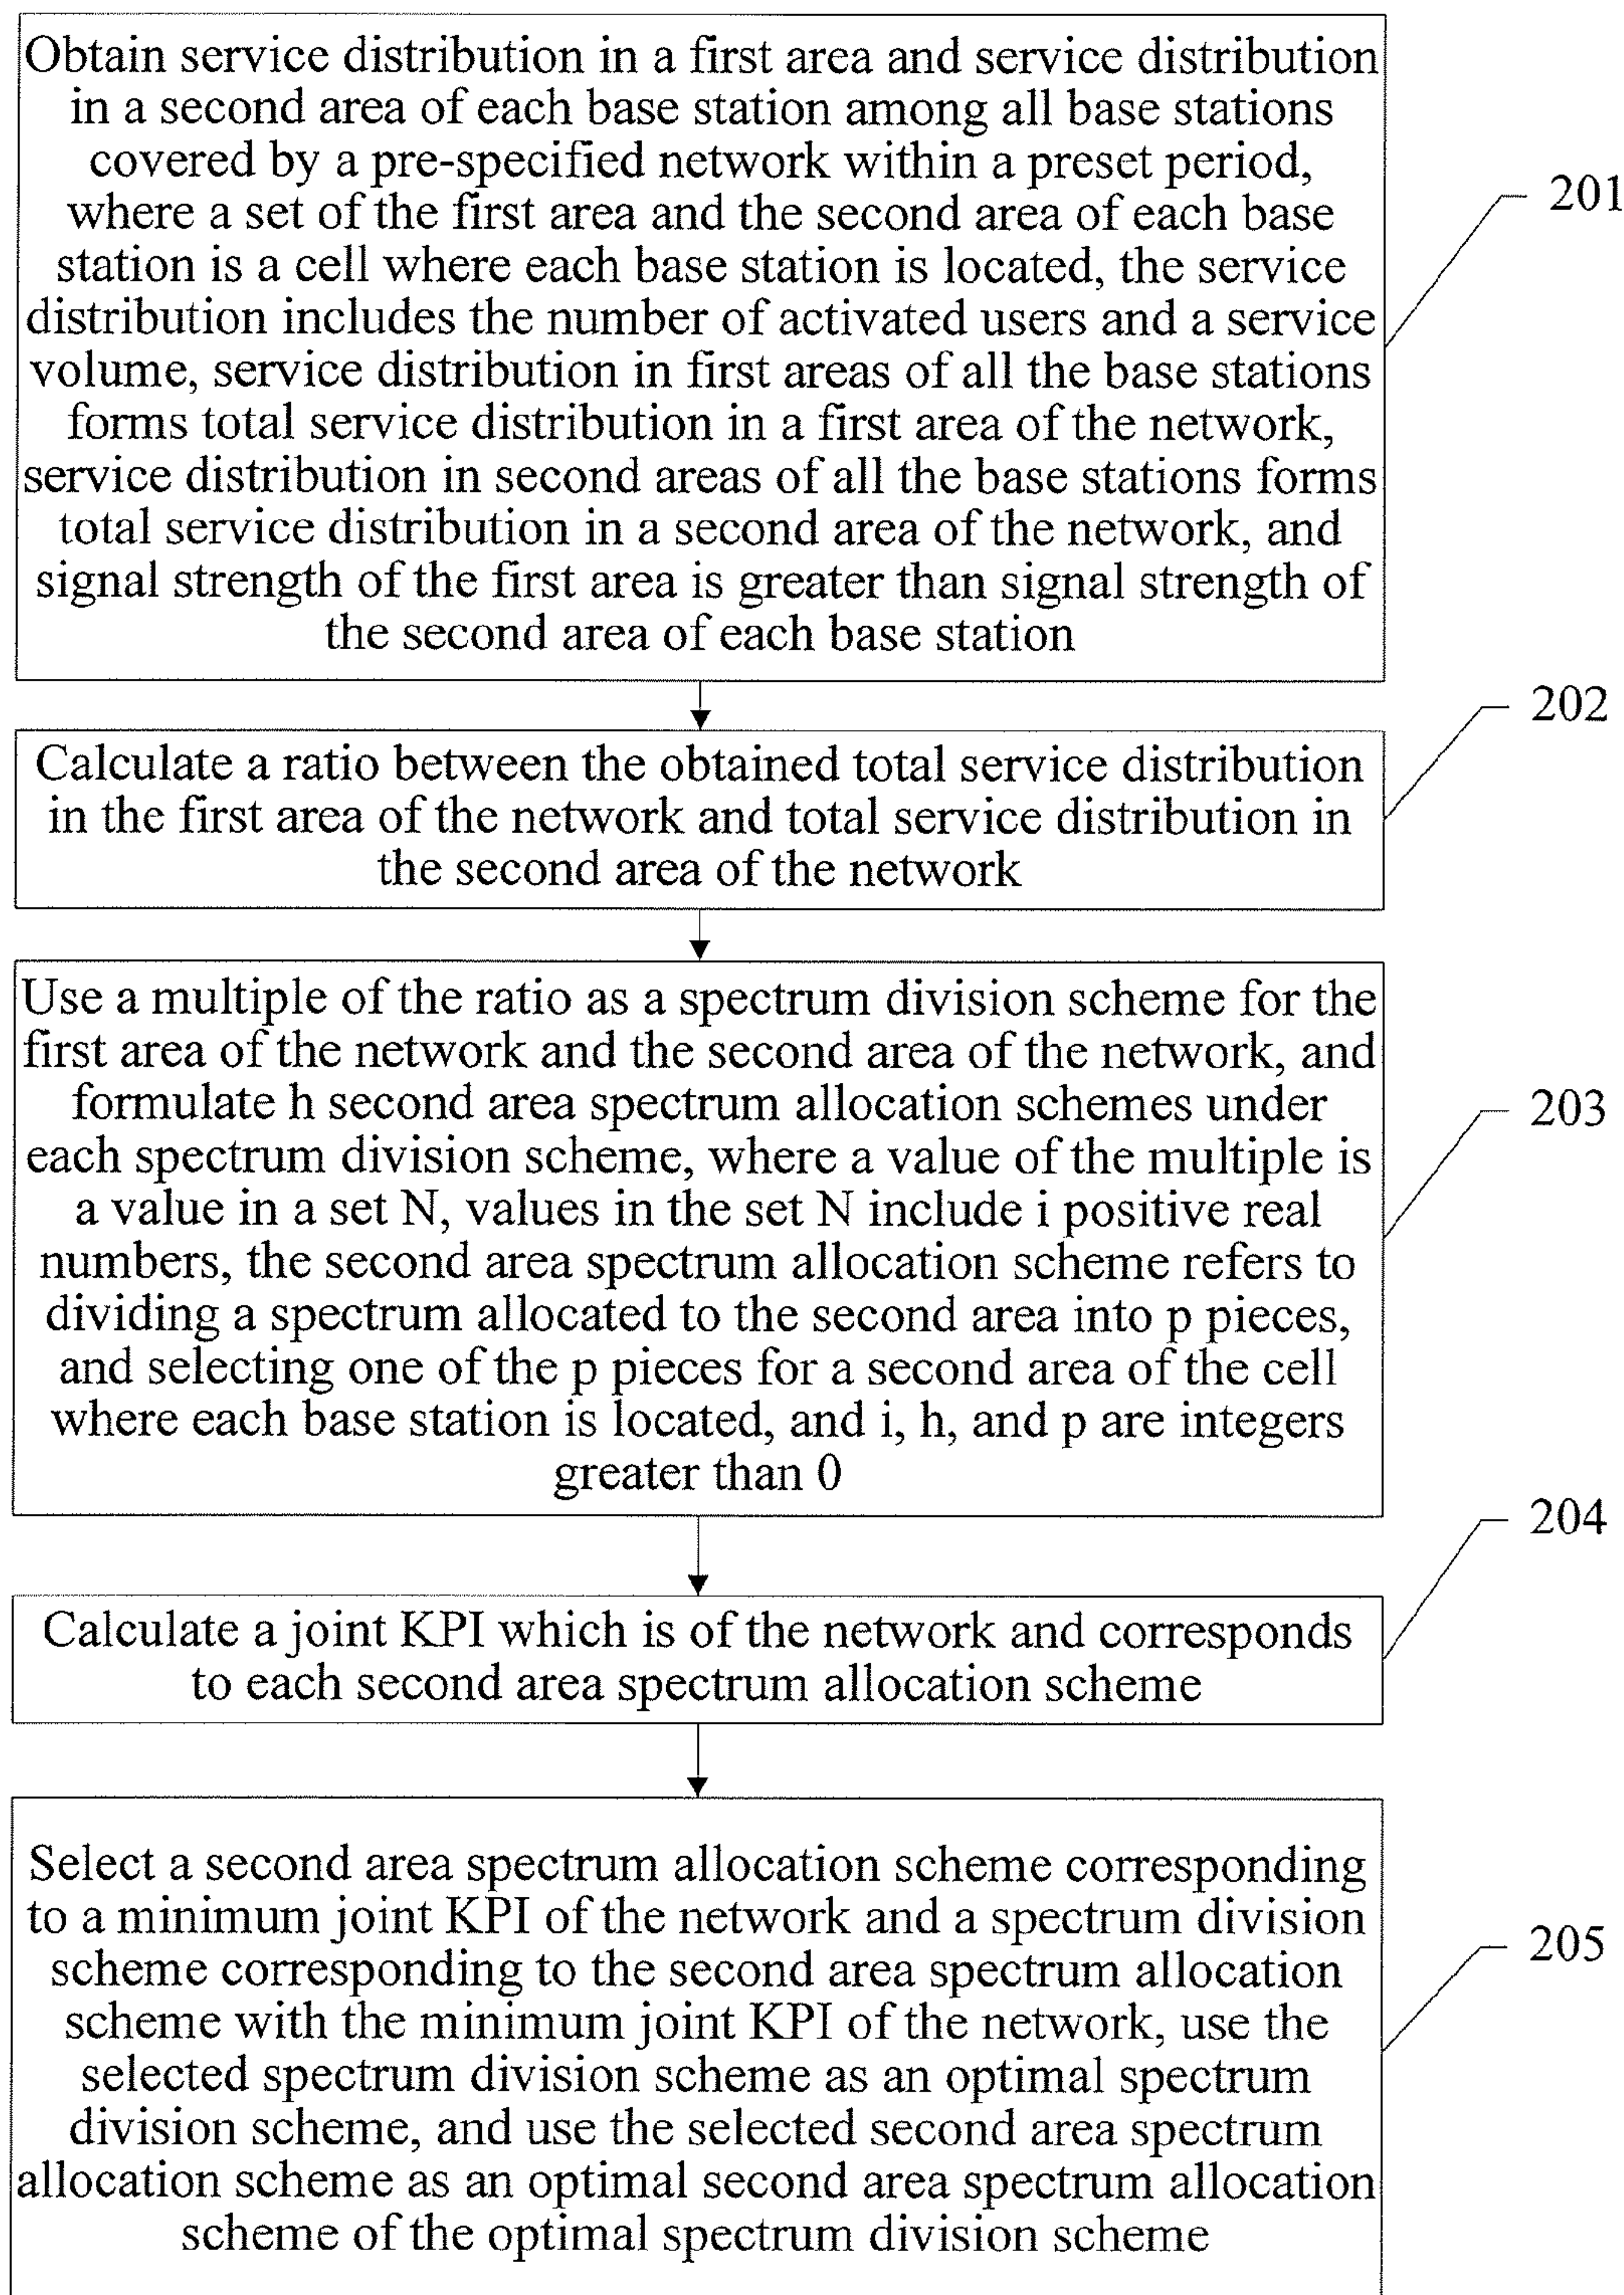 Obtain service distribution in a first area and service distribution
in a second area of each base station among all base stations
covered by a pre-specified network within a preset period,
where a set of the first area and the second area of each base
station is a cell where each base station is located, the service
distribution includes the number of activated users and a service
volume, service distribution in first areas of all the base stations
forms total service distribution in a first area of the network,
service distribution in second areas of all the base stations forms
total service distribution in a second area of the network, and
signal strength of the first area is greater than signal strength of
the second area of each base station
201
Calculate a ratio between the obtained total service distribution
in the first area of the network and total service distribution in
the second area of the network
202
Use a multiple of the ratio as a spectrum division scheme for the
first area of the network and the second area of the network, and
formulate h second area spectrum allocation schemes under
each spectrum division scheme, where a value of the multiple is
a value in a set N, values in the set N include i positive real
numbers, the second area spectrum allocation scheme refers to
dividing a spectrum allocated to the second area into p pieces,
and selecting one of the p pieces for a second area of the cell
where each base station is located, and i, h, and p are integers
greater than 0
203
Calculate a joint KPI which is of the network and corresponds
to each second area spectrum allocation scheme
204
Select a second area spectrum allocation scheme corresponding
to a minimum joint KPI of the network and a spectrum division
scheme corresponding to the second area spectrum allocation
scheme with the minimum joint KPI of the network, use the
selected spectrum division scheme as an optimal spectrum
division scheme, and use the selected second area spectrum
allocation scheme as an optimal second area spectrum allocation
scheme of the optimal spectrum division scheme
205